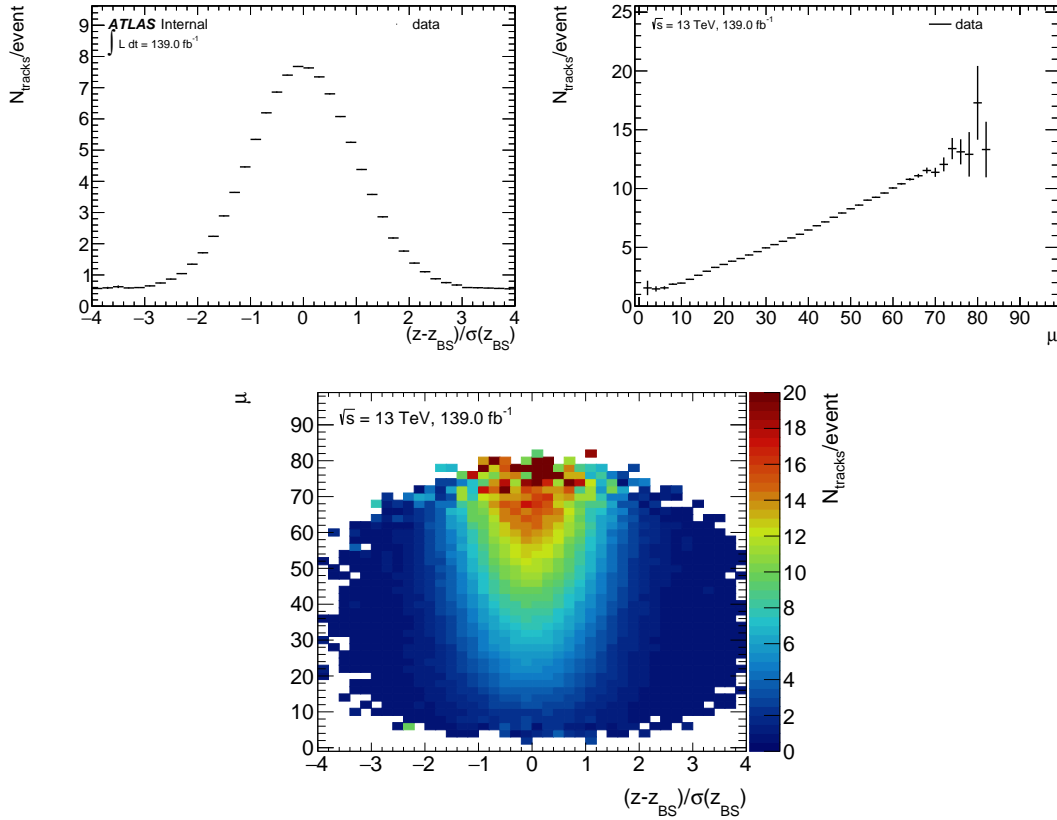 N_tracks/event
ATLAS Internal
∫ L dt = 139.0 fb⁻¹
data
9
8
7
6
5
4
3
2
1
0
−4 −3 −2 −1 0 1 2 3 4
(z-z_BS)/σ(z_BS)
N_tracks/event
√s = 13 TeV, 139.0 fb⁻¹
data
25
20
15
10
5
0
0 10 20 30 40 50 60 70 80 90
μ
μ
√s = 13 TeV, 139.0 fb⁻¹
90
80
70
60
50
40
30
20
10
0
−4 −3 −2 −1 0 1 2 3 4
(z-z_BS)/σ(z_BS)
20
18
16
14
12
10
8
6
4
2
0
N_tracks/event